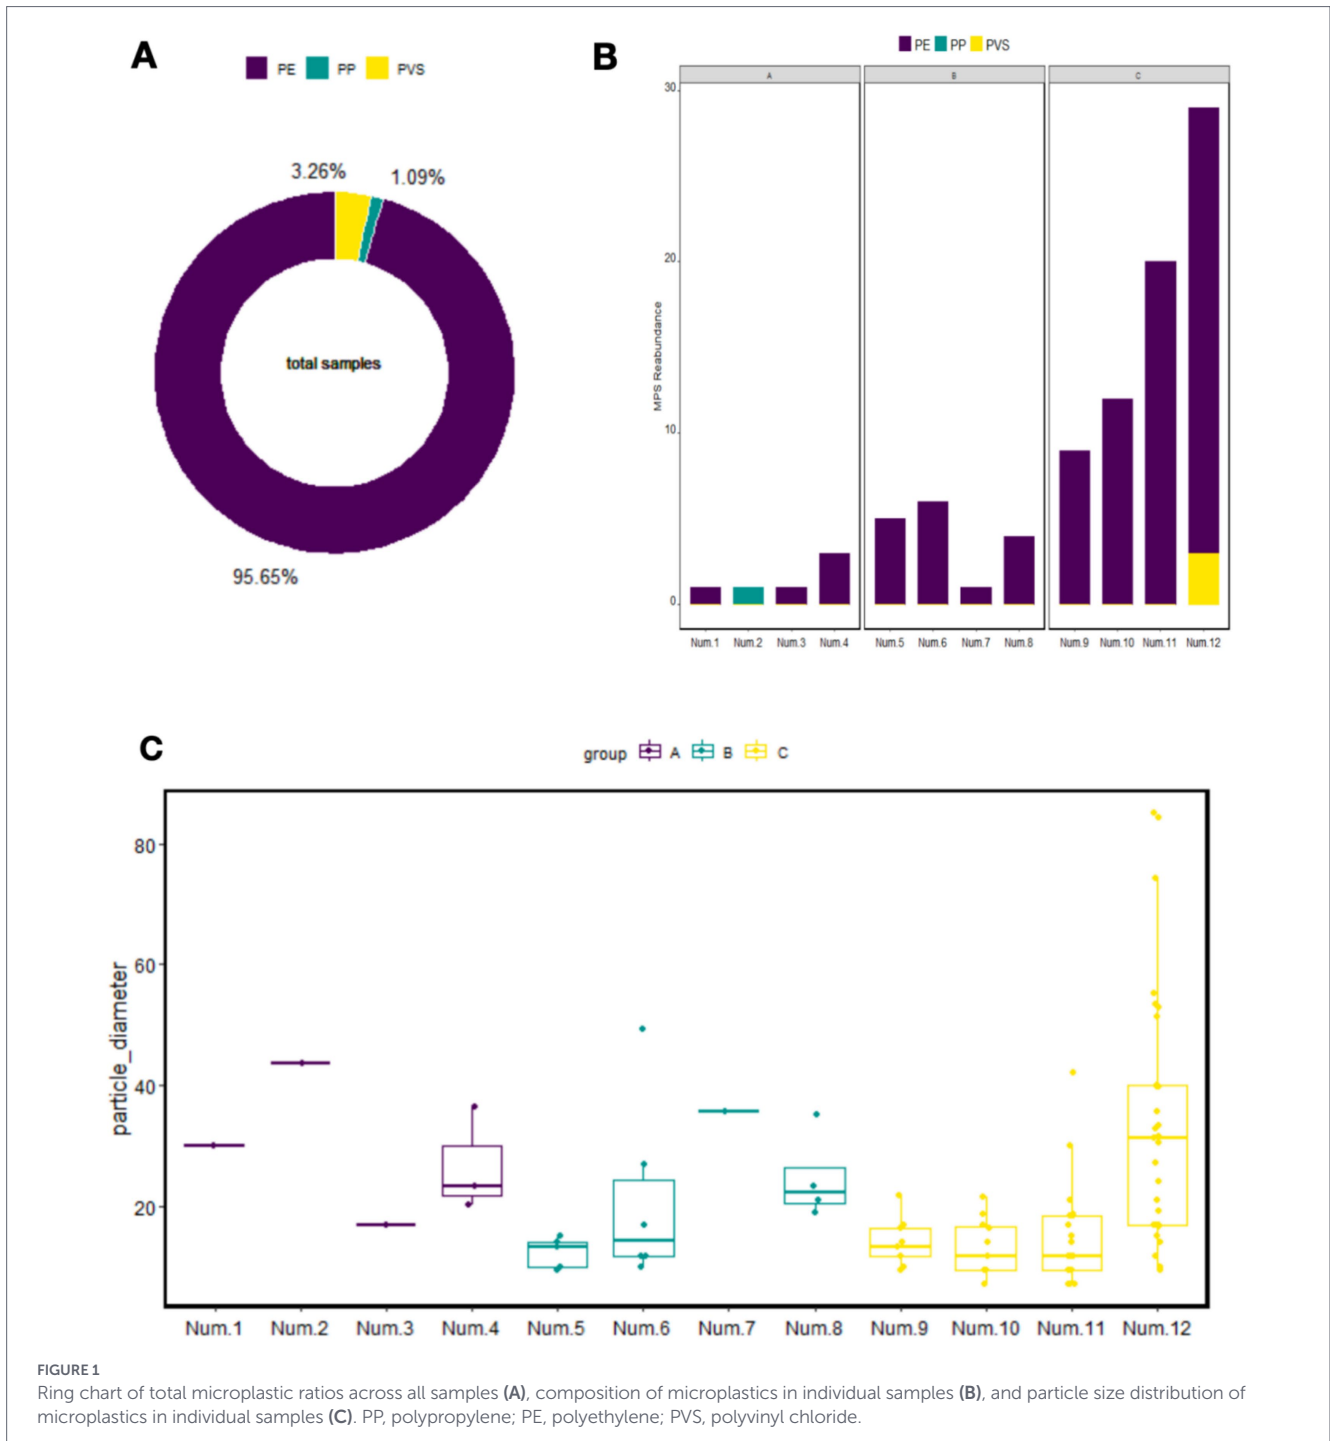 A
PE PP PVS
3.26%
1.09%
total samples
95.65%
B
PE PP PVS
A B C
30
20
10
0
MPS Reabundance
Num.1 Num.2 Num.3 Num.4 Num.5 Num.6 Num.7 Num.8 Num.9 Num.10 Num.11 Num.12
C
group A B C
80
60
40
20
particle_diameter
Num.1 Num.2 Num.3 Num.4 Num.5 Num.6 Num.7 Num.8 Num.9 Num.10 Num.11 Num.12
FIGURE 1
Ring chart of total microplastic ratios across all samples (A), composition of microplastics in individual samples (B), and particle size distribution of
microplastics in individual samples (C). PP, polypropylene; PE, polyethylene; PVS, polyvinyl chloride.